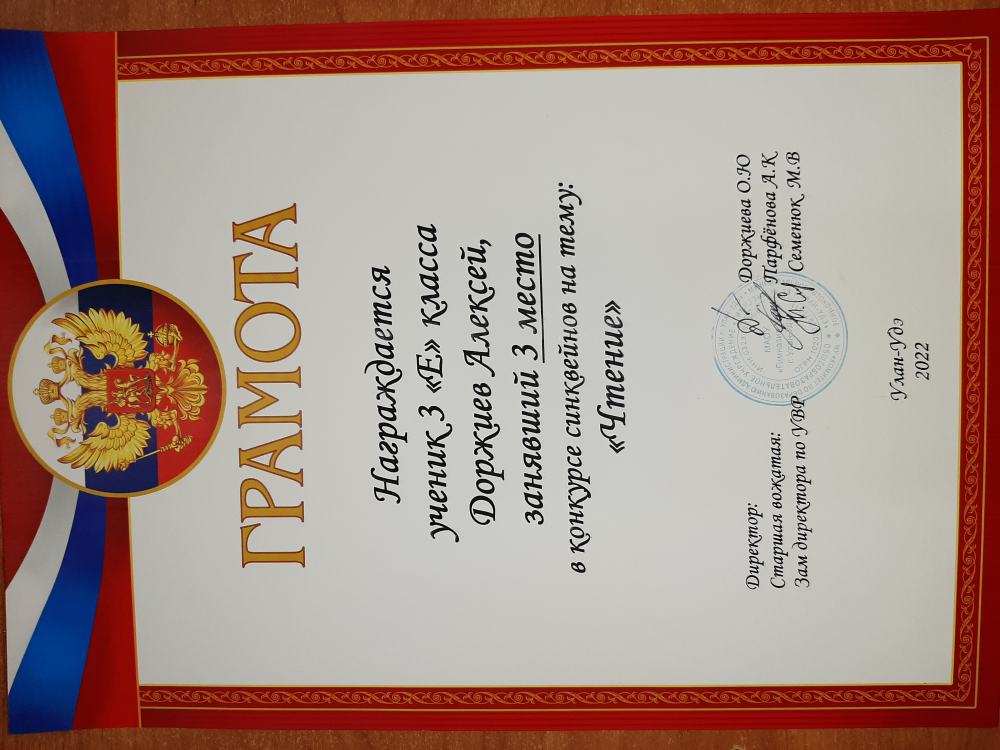 ГРАМОТА
Награждается
ученик 3 «Е» класса
Доржиев Алексей,
занявший 3 место
в конкурсе синквейнов на тему:
«Чтение»
Директор: Доржиева О.Ю
Старшая вожатая: Парфёнова А.К
Зам директора по УВР Семенюк М.В
Улан-Удэ
2022